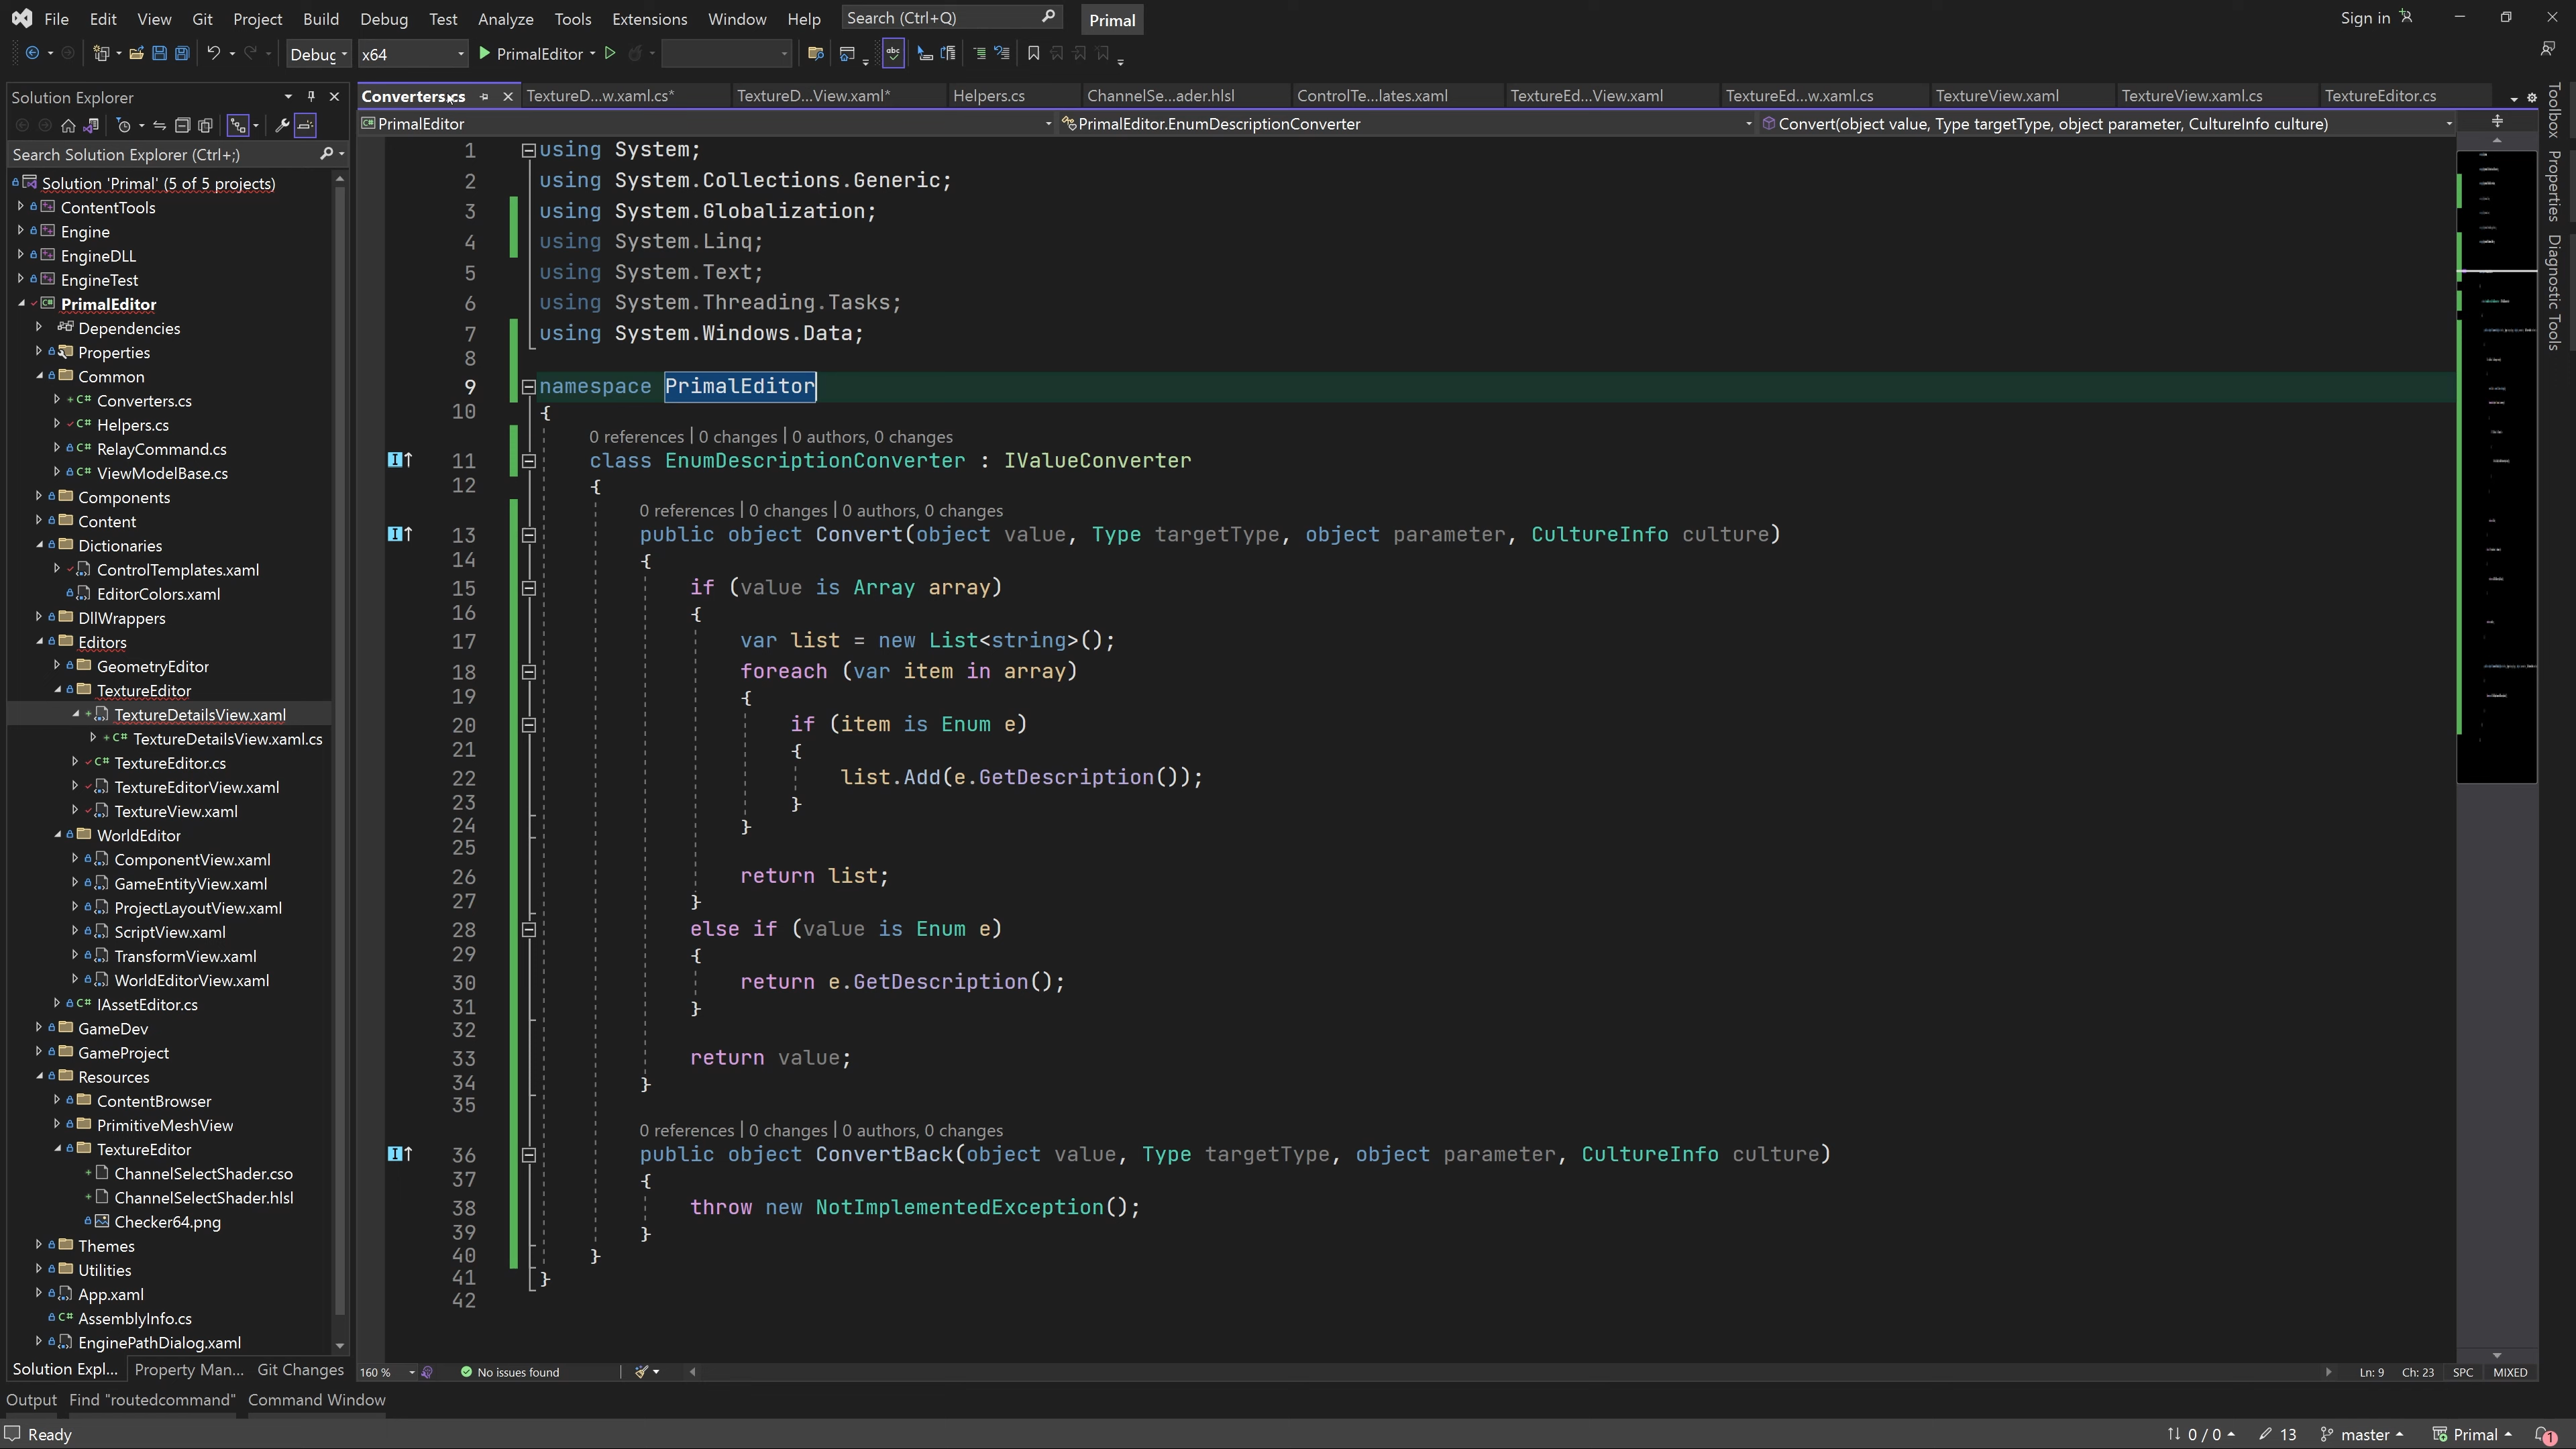 File Edit View Git Project Build Debug Test Analyze Tools Extensions Window Help Search (Ctrl+Q) Primal Sign in
Debug x64 PrimalEditor
Solution Explorer
Search Solution Explorer (Ctrl+;)
Solution 'Primal' (5 of 5 projects)
ContentTools
Engine
EngineDLL
EngineTest
PrimalEditor
Dependencies
Properties
Common
Converters.cs
Helpers.cs
RelayCommand.cs
ViewModelBase.cs
Components
Content
Dictionaries
ControlTemplates.xaml
EditorColors.xaml
DllWrappers
Editors
GeometryEditor
TextureEditor
TextureDetailsView.xaml
TextureDetailsView.xaml.cs
TextureEditor.cs
TextureEditorView.xaml
TextureView.xaml
WorldEditor
ComponentView.xaml
GameEntityView.xaml
ProjectLayoutView.xaml
ScriptView.xaml
TransformView.xaml
WorldEditorView.xaml
IAssetEditor.cs
GameDev
GameProject
Resources
ContentBrowser
PrimitiveMeshView
TextureEditor
ChannelSelectShader.cso
ChannelSelectShader.hlsl
Checker64.png
Themes
Utilities
App.xaml
AssemblyInfo.cs
EnginePathDialog.xaml
Solution Expl... Property Man... Git Changes
Converters.cs TextureD...w.xaml.cs* TextureD...View.xaml* Helpers.cs ChannelSe...ader.hlsl ControlTe...lates.xaml TextureEd...View.xaml TextureEd...w.xaml.cs TextureView.xaml TextureView.xaml.cs TextureEditor.cs
PrimalEditor PrimalEditor.EnumDescriptionConverter Convert(object value, Type targetType, object parameter, CultureInfo culture)
1 using System;
2 using System.Collections.Generic;
3 using System.Globalization;
4 using System.Linq;
5 using System.Text;
6 using System.Threading.Tasks;
7 using System.Windows.Data;
8
9 namespace PrimalEditor
10 {
0 references | 0 changes | 0 authors, 0 changes
11 class EnumDescriptionConverter : IValueConverter
12 {
0 references | 0 changes | 0 authors, 0 changes
13 public object Convert(object value, Type targetType, object parameter, CultureInfo culture)
14 {
15 if (value is Array array)
16 {
17 var list = new List<string>();
18 foreach (var item in array)
19 {
20 if (item is Enum e)
21 {
22 list.Add(e.GetDescription());
23 }
24 }
25
26 return list;
27 }
28 else if (value is Enum e)
29 {
30 return e.GetDescription();
31 }
32
33 return value;
34 }
35
0 references | 0 changes | 0 authors, 0 changes
36 public object ConvertBack(object value, Type targetType, object parameter, CultureInfo culture)
37 {
38 throw new NotImplementedException();
39 }
40 }
41 }
42
160 % No issues found Ln: 9 Ch: 23 SPC MIXED
Toolbox
Properties
Diagnostic Tools
Output Find "routedcommand" Command Window
Ready 0 / 0 13 master Primal 1